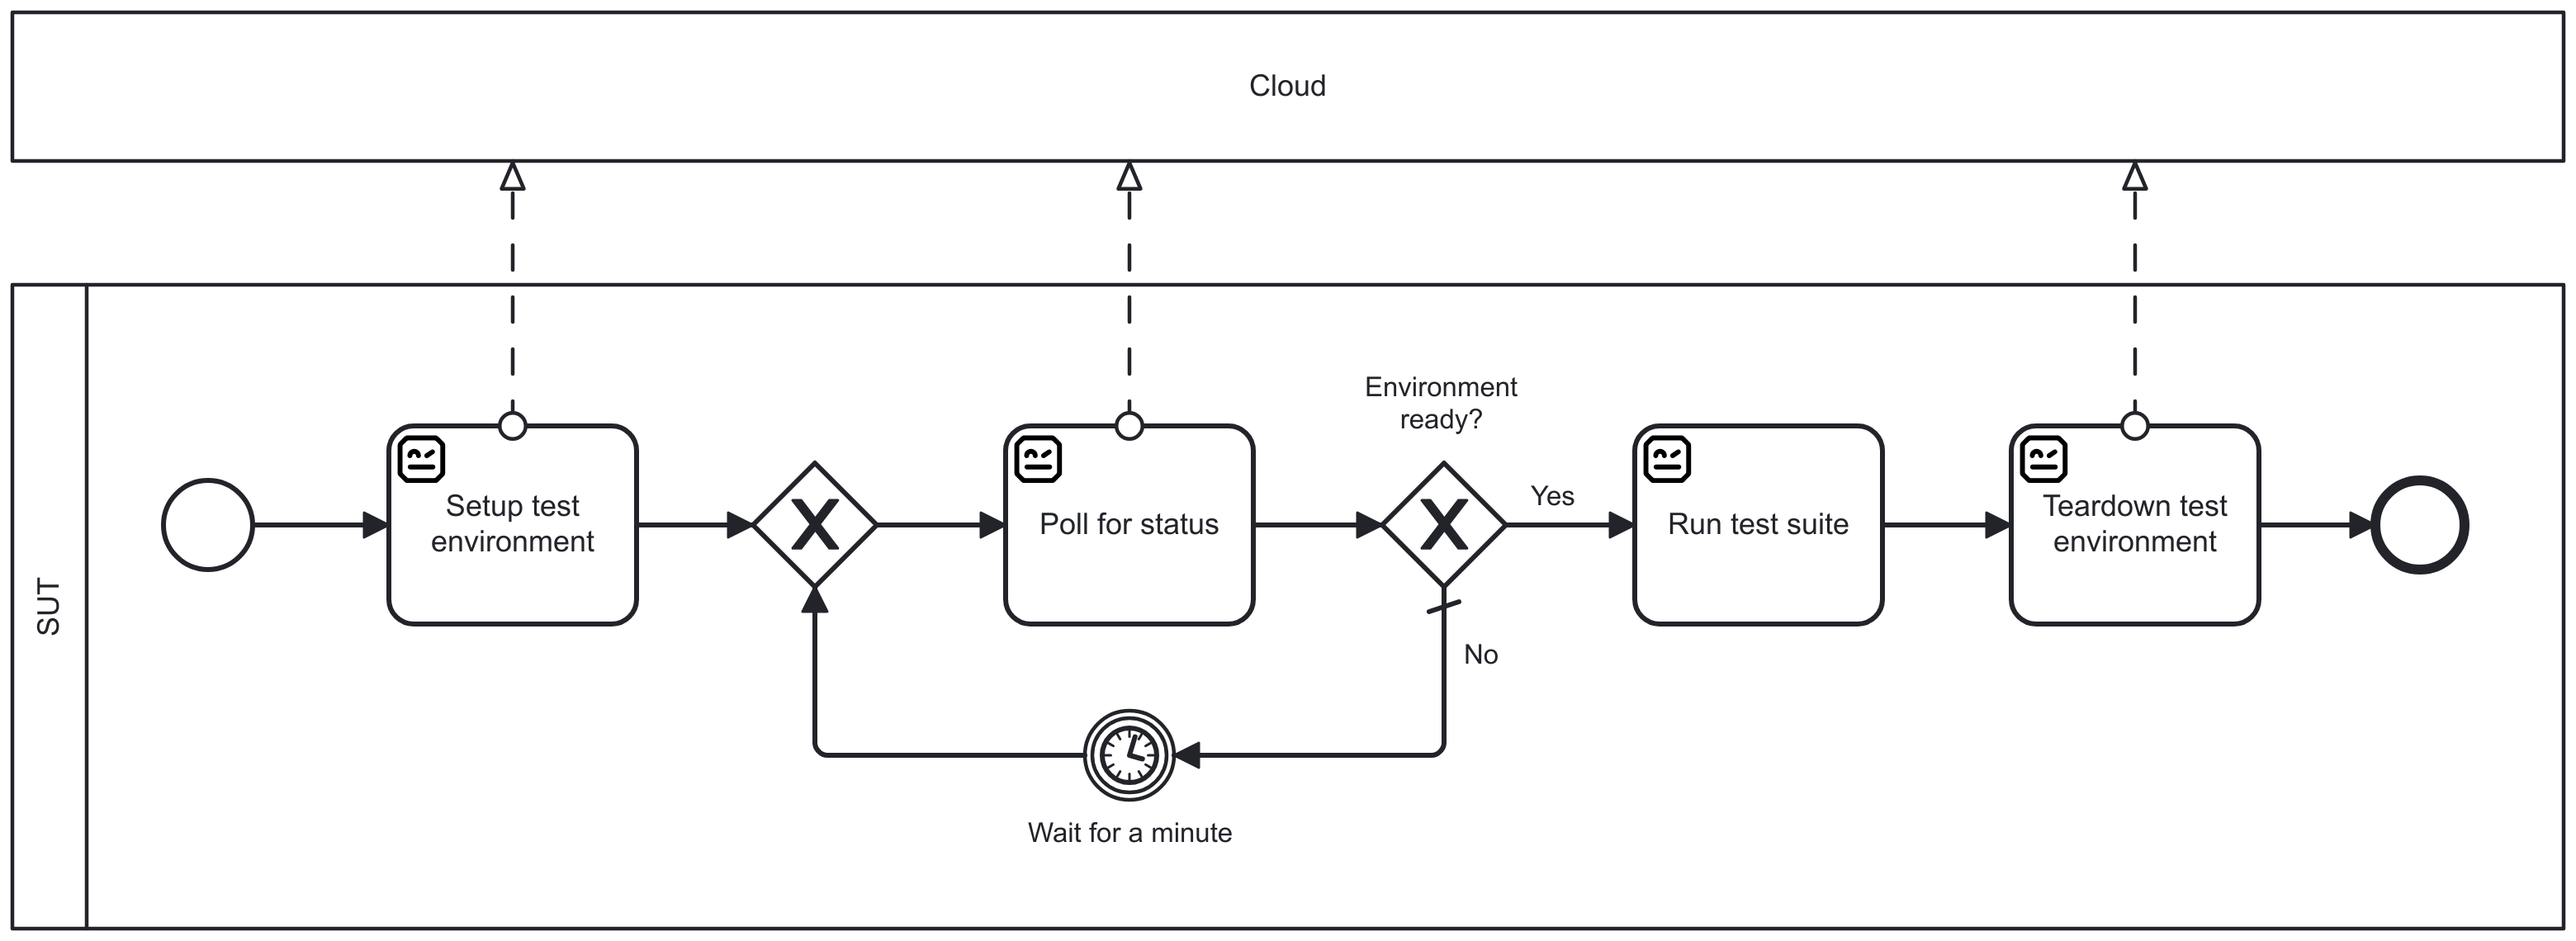 Cloud
SUT
Setup test
environment
Poll for status
Environment
ready?
Yes
No
Wait for a minute
Run test suite
Teardown test
environment